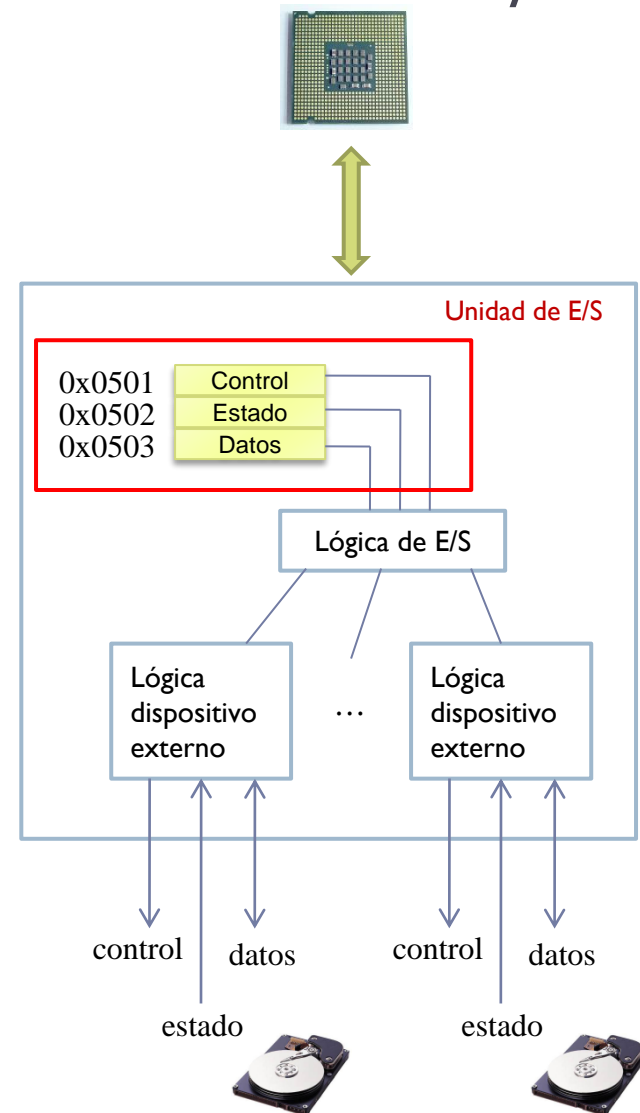 Unidad de E/S
0x0501 Control
0x0502 Estado
0x0503 Datos
Lógica de E/S
Lógica
dispositivo
externo
...
Lógica
dispositivo
externo
control
datos
control
datos
estado
estado